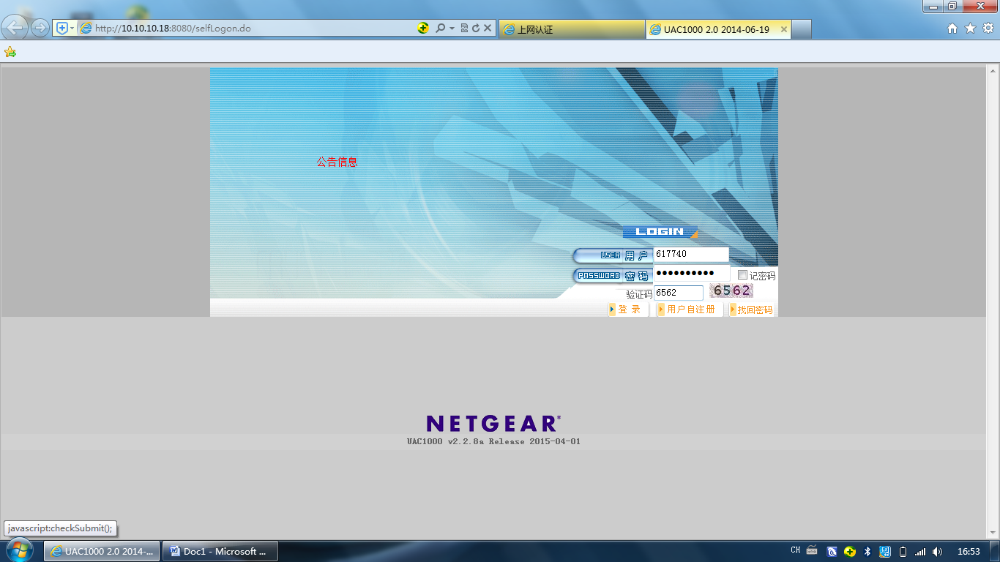 http://10.10.10.18:8080/selfLogon.do
上网认证
UAC1000 2.0 2014-06-19
公告信息
LOGIN
USER 用户 617740
PASSWORD 密码 ●●●●●●●●●● 记密码
验证码 6562 6562
登 录 用户自注册 找回密码
NETGEAR®
UAC1000 v2.2.8a Release 2015-04-01
javascript:checkSubmit();
UAC1000 2.0 2014-...
Doc1 - Microsoft ...
CH
16:53